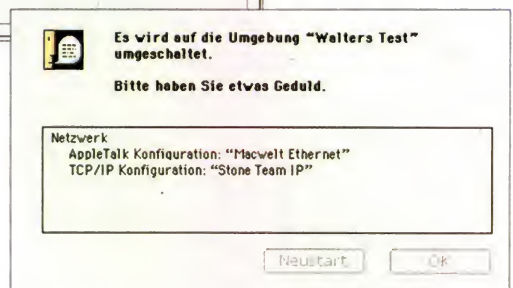 Es wird auf die Umgebung “Walters Test”
umgeschaltet.
Bitte haben Sie etwas Geduld.
Netzwerk
AppleTalk Konfiguration: “Macwelt Ethernet”
TCP/IP Konfiguration: “Stone Team IP”
Neustart
OK